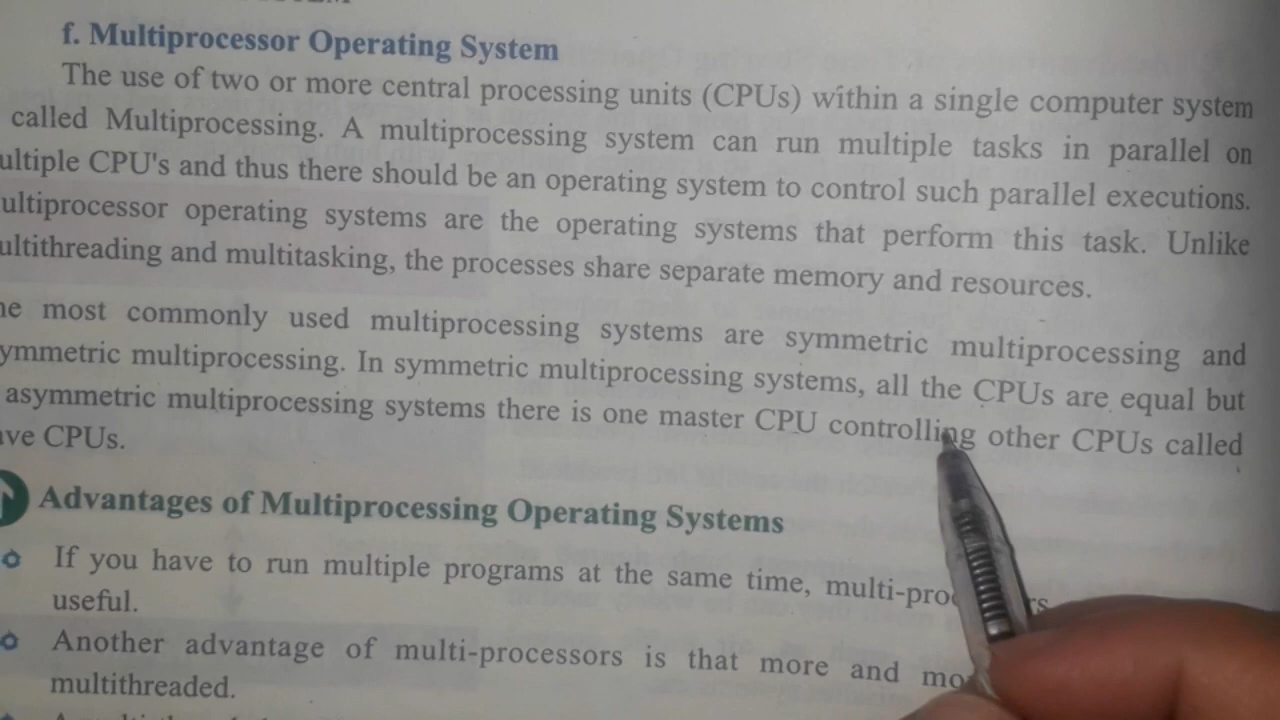 f. Multiprocessor Operating System
The use of two or more central processing units (CPUs) within a single computer system
called Multiprocessing. A multiprocessing system can run multiple tasks in parallel on
ultiple CPU's and thus there should be an operating system to control such parallel executions.
ultiprocessor operating systems are the operating systems that perform this task. Unlike
ultithreading and multitasking, the processes share separate memory and resources.
he most commonly used multiprocessing systems are symmetric multiprocessing and
ymmetric multiprocessing. In symmetric multiprocessing systems, all the CPUs are equal but
asymmetric multiprocessing systems there is one master CPU controlling other CPUs called
ave CPUs.
Advantages of Multiprocessing Operating Systems
If you have to run multiple programs at the same time,
useful.
Another advantage of multi-processors is that more and
multithreaded.